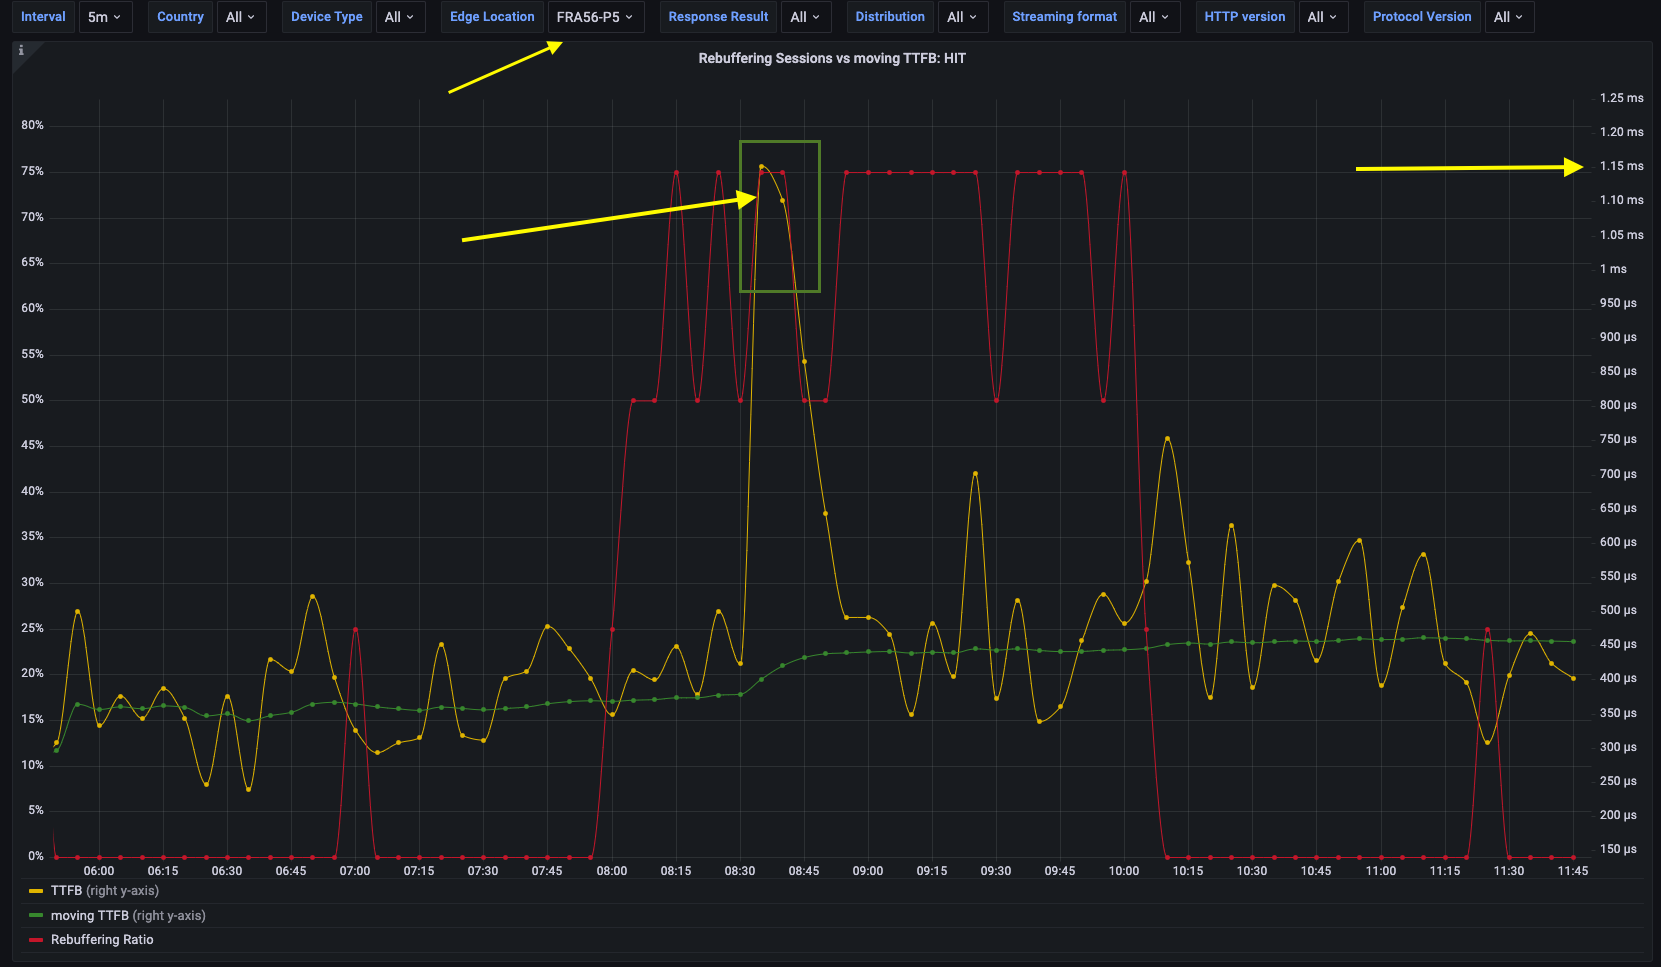 Interval 5m Country All Device Type All Edge Location FRA56-P5 Response Result All Distribution All Streaming format All HTTP version All Protocol Version All
i
Rebuffering Sessions vs moving TTFB: HIT
80%
75%
70%
65%
60%
55%
50%
45%
40%
35%
30%
25%
20%
15%
10%
5%
0%
1.25 ms
1.20 ms
1.15 ms
1.10 ms
1.05 ms
1 ms
950 µs
900 µs
850 µs
800 µs
750 µs
700 µs
650 µs
600 µs
550 µs
500 µs
450 µs
400 µs
350 µs
300 µs
250 µs
200 µs
150 µs
06:00 06:15 06:30 06:45 07:00 07:15 07:30 07:45 08:00 08:15 08:30 08:45 09:00 09:15 09:30 09:45 10:00 10:15 10:30 10:45 11:00 11:15 11:30 11:45
TTFB (right y-axis)
moving TTFB (right y-axis)
Rebuffering Ratio